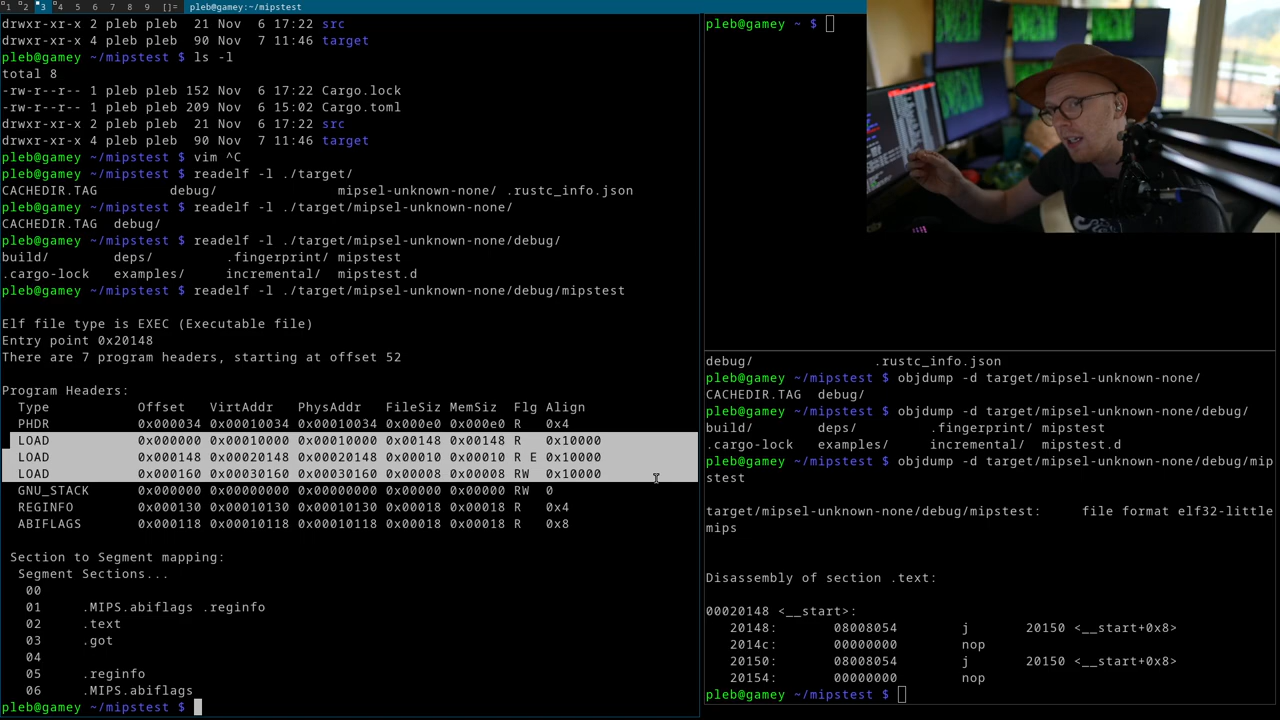 1 2 3 4 5 6 7 8 9 []= pleb@gamey:~/mipstest
drwxr-xr-x 2 pleb pleb  21 Nov  6 17:22 src
drwxr-xr-x 4 pleb pleb  90 Nov  7 11:46 target
pleb@gamey ~/mipstest $ ls -l
total 8
-rw-r--r-- 1 pleb pleb 152 Nov  6 17:22 Cargo.lock
-rw-r--r-- 1 pleb pleb 209 Nov  6 15:02 Cargo.toml
drwxr-xr-x 2 pleb pleb  21 Nov  6 17:22 src
drwxr-xr-x 4 pleb pleb  90 Nov  7 11:46 target
pleb@gamey ~/mipstest $ vim ^C
pleb@gamey ~/mipstest $ readelf -l ./target/
CACHEDIR.TAG         debug/               mipsel-unknown-none/ .rustc_info.json
pleb@gamey ~/mipstest $ readelf -l ./target/mipsel-unknown-none/
CACHEDIR.TAG  debug/
pleb@gamey ~/mipstest $ readelf -l ./target/mipsel-unknown-none/debug/
build/        deps/         .fingerprint/ mipstest
.cargo-lock   examples/     incremental/  mipstest.d
pleb@gamey ~/mipstest $ readelf -l ./target/mipsel-unknown-none/debug/mipstest
Elf file type is EXEC (Executable file)
Entry point 0x20148
There are 7 program headers, starting at offset 52
Program Headers:
  Type           Offset   VirtAddr   PhysAddr   FileSiz MemSiz  Flg Align
  PHDR           0x000034 0x00010034 0x00010034 0x000e0 0x000e0 R   0x4
  LOAD           0x000000 0x00010000 0x00010000 0x00148 0x00148 R   0x10000
  LOAD           0x000148 0x00020148 0x00020148 0x00010 0x00010 R E 0x10000
  LOAD           0x000160 0x00030160 0x00030160 0x00008 0x00008 RW  0x10000
  GNU_STACK      0x000000 0x00000000 0x00000000 0x00000 0x00000 RW  0
  REGINFO        0x000130 0x00010130 0x00010130 0x00018 0x00018 R   0x4
  ABIFLAGS       0x000118 0x00010118 0x00010118 0x00018 0x00018 R   0x8
 Section to Segment mapping:
  Segment Sections...
   00
   01     .MIPS.abiflags .reginfo
   02     .text
   03     .got
   04
   05     .reginfo
   06     .MIPS.abiflags
pleb@gamey ~/mipstest $
pleb@gamey ~ $
debug/               .rustc_info.json
pleb@gamey ~/mipstest $ objdump -d target/mipsel-unknown-none/
CACHEDIR.TAG  debug/
pleb@gamey ~/mipstest $ objdump -d target/mipsel-unknown-none/debug/
build/        deps/         .fingerprint/ mipstest
.cargo-lock   examples/     incremental/  mipstest.d
pleb@gamey ~/mipstest $ objdump -d target/mipsel-unknown-none/debug/mip
stest
target/mipsel-unknown-none/debug/mipstest:     file format elf32-little
mips
Disassembly of section .text:
00020148 <__start>:
   20148:       08008054        j       20150 <__start+0x8>
   2014c:       00000000        nop
   20150:       08008054        j       20150 <__start+0x8>
   20154:       00000000        nop
pleb@gamey ~/mipstest $